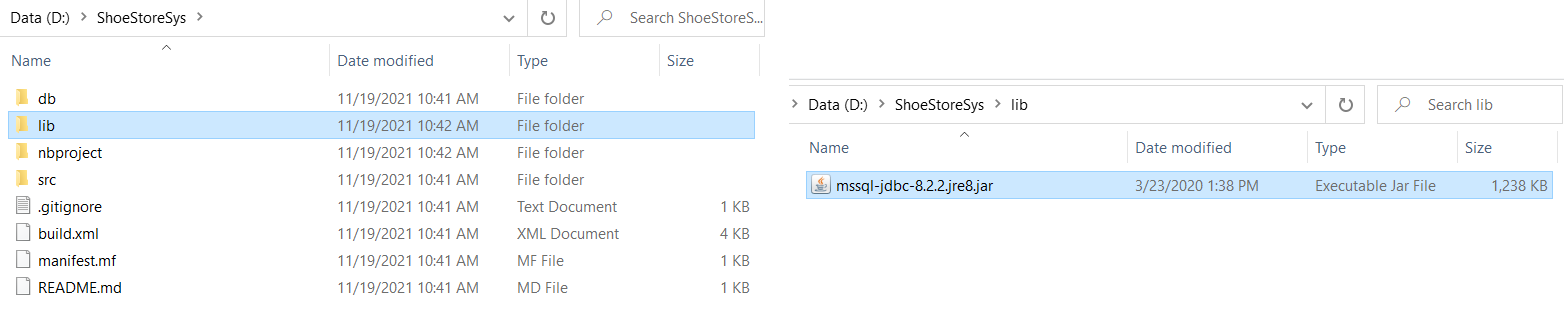 Data (D:) > ShoeStoreSys >
Search ShoeStoreS...
Name Date modified Type Size
db 11/19/2021 10:41 AM File folder
lib 11/19/2021 10:42 AM File folder
nbproject 11/19/2021 10:42 AM File folder
src 11/19/2021 10:41 AM File folder
.gitignore 11/19/2021 10:41 AM Text Document 1 KB
build.xml 11/19/2021 10:41 AM XML Document 4 KB
manifest.mf 11/19/2021 10:41 AM MF File 1 KB
README.md 11/19/2021 10:41 AM MD File 1 KB
> Data (D:) > ShoeStoreSys > lib
Search lib
Name Date modified Type Size
mssql-jdbc-8.2.2.jre8.jar 3/23/2020 1:38 PM Executable Jar File 1,238 KB